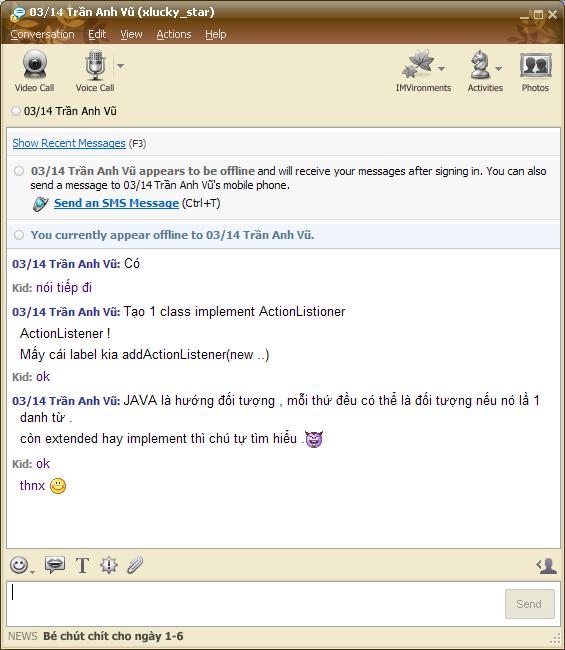 03/14 Trần Anh Vũ (xlucky_star)
Conversation Edit View Actions Help
Video Call Voice Call IMVironments Activities Photos
03/14 Trần Anh Vũ
Show Recent Messages (F3)
03/14 Trần Anh Vũ appears to be offline and will receive your messages after signing in. You can also
send a message to 03/14 Trần Anh Vũ's mobile phone.
Send an SMS Message (Ctrl+T)
You currently appear offline to 03/14 Trần Anh Vũ.
03/14 Trần Anh Vũ: Có
Kid: nói tiếp đi
03/14 Trần Anh Vũ: Tạo 1 class implement ActionListioner
ActionListener !
Mấy cái label kia addActionListener(new ..)
Kid: ok
03/14 Trần Anh Vũ: JAVA là hướng đối tượng , mỗi thứ đều có thể là đối tượng nếu nó lầ 1
danh từ .
còn extended hay implement thì chú tự tìm hiểu .
Kid: ok
thnx
Send
NEWS Bé chút chít cho ngày 1-6